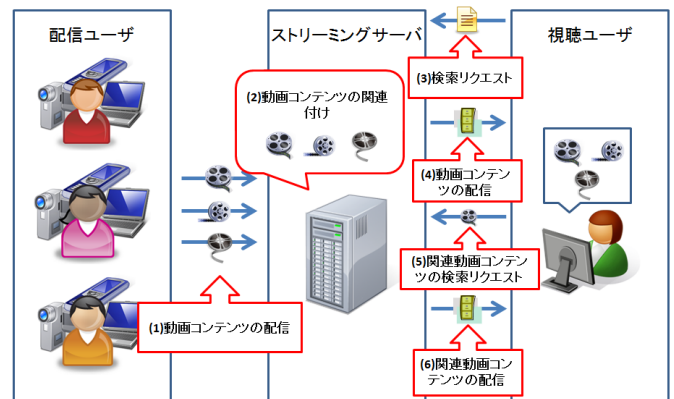 配信ユーザ
ストリーミングサーバ
視聴ユーザ
(3)検索リクエスト
(2)動画コンテンツの関連
付け
(4)動画コンテン
ツの配信
(5)関連動画コンテン
ツの検索リクエスト
(1)動画コンテンツの配信
(6)関連動画コン
テンツの配信